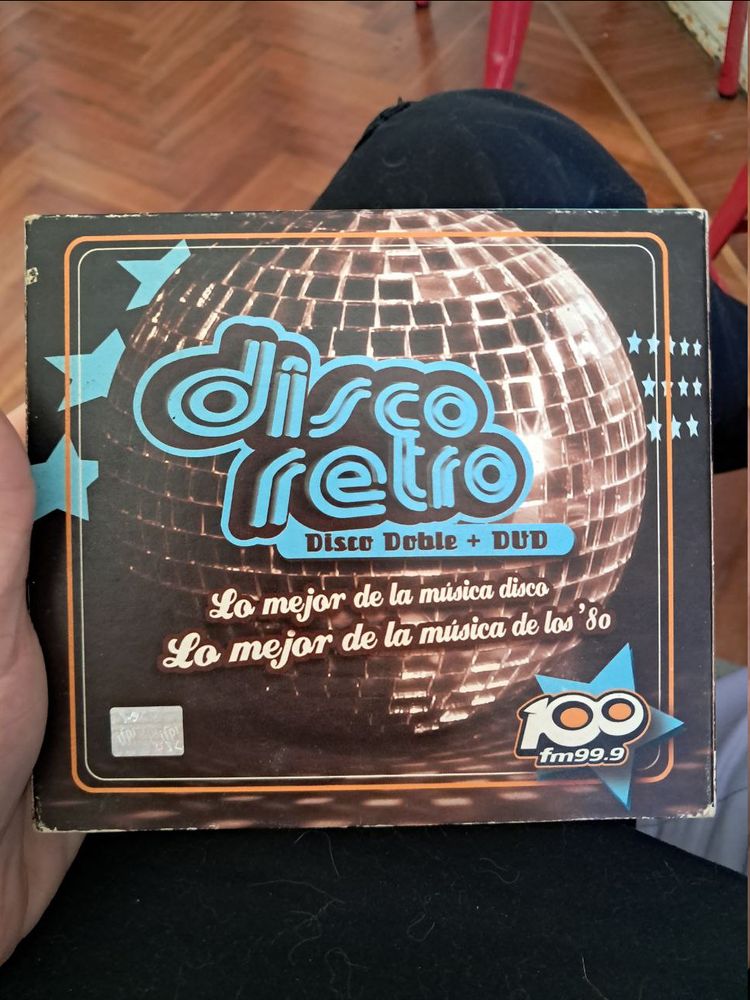 disco
retro
Disco Doble + DVD
Lo mejor de la música disco
Lo mejor de la música de los '80
100
fm99.9